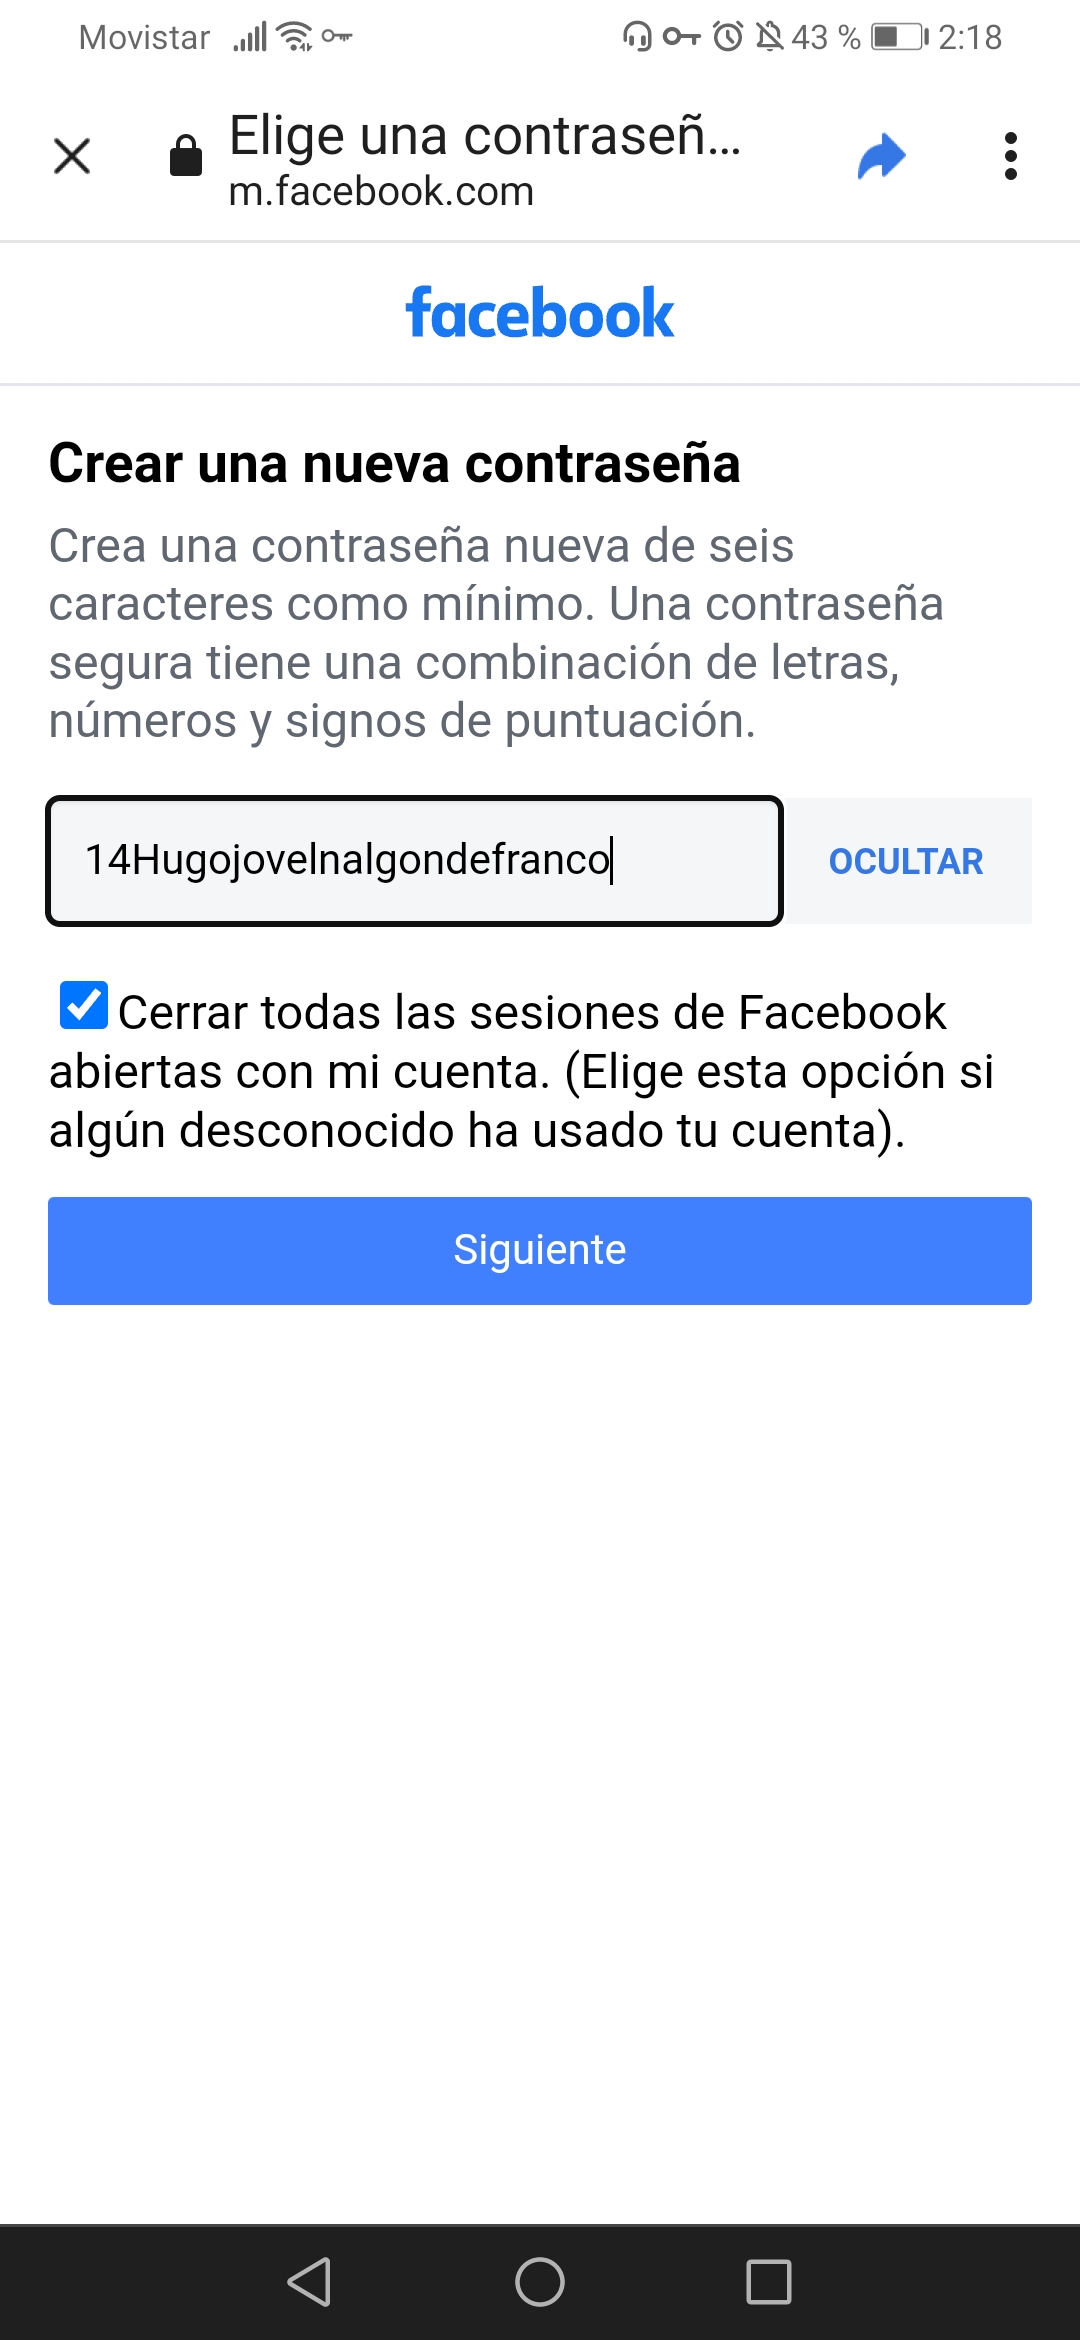 Movistar 43 % 2:18
Elige una contraseñ...
m.facebook.com
facebook
Crear una nueva contraseña
Crea una contraseña nueva de seis
caracteres como mínimo. Una contraseña
segura tiene una combinación de letras,
números y signos de puntuación.
14Hugojovelnalgondefranco OCULTAR
Cerrar todas las sesiones de Facebook
abiertas con mi cuenta. (Elige esta opción si
algún desconocido ha usado tu cuenta).
Siguiente